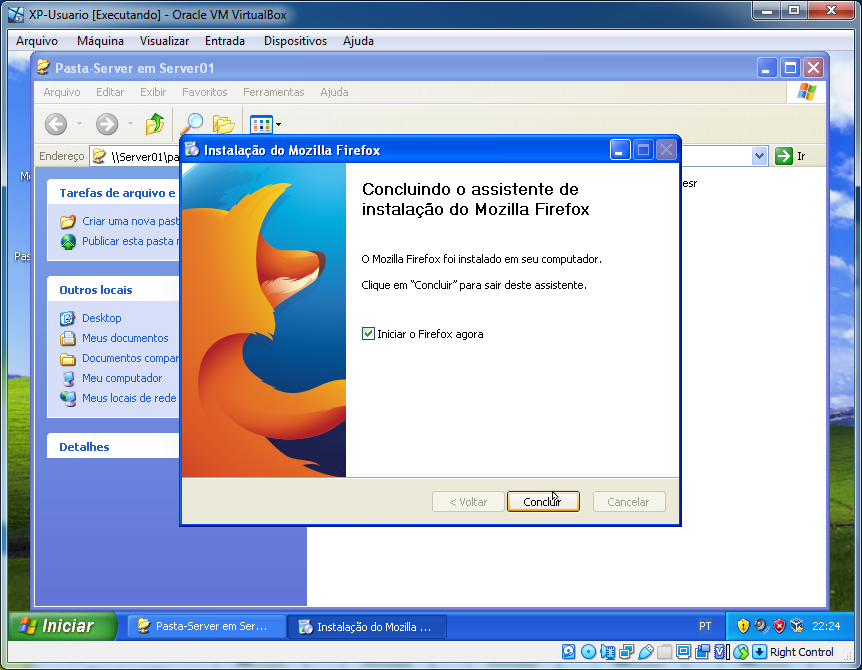 XP-Usuario [Executando] - Oracle VM VirtualBox
Arquivo Máquina Visualizar Entrada Dispositivos Ajuda
Pasta-Server em Server01
Arquivo Editar Exibir Favoritos Ferramentas Ajuda
Endereço \\Server01\pa Ir
Instalação do Mozilla Firefox
esr
Tarefas de arquivo e
Criar uma nova past
Publicar esta pasta
Outros locais
Desktop
Meus documentos
Documentos compar
Meu computador
Meus locais de rede
Detalhes
Concluindo o assistente de
instalação do Mozilla Firefox
O Mozilla Firefox foi instalado em seu computador.
Clique em “Concluir” para sair deste assistente.
Iniciar o Firefox agora
< Voltar Concluir Cancelar
Iniciar Pasta-Server em Ser... Instalação do Mozilla ... PT 22:24
Right Control